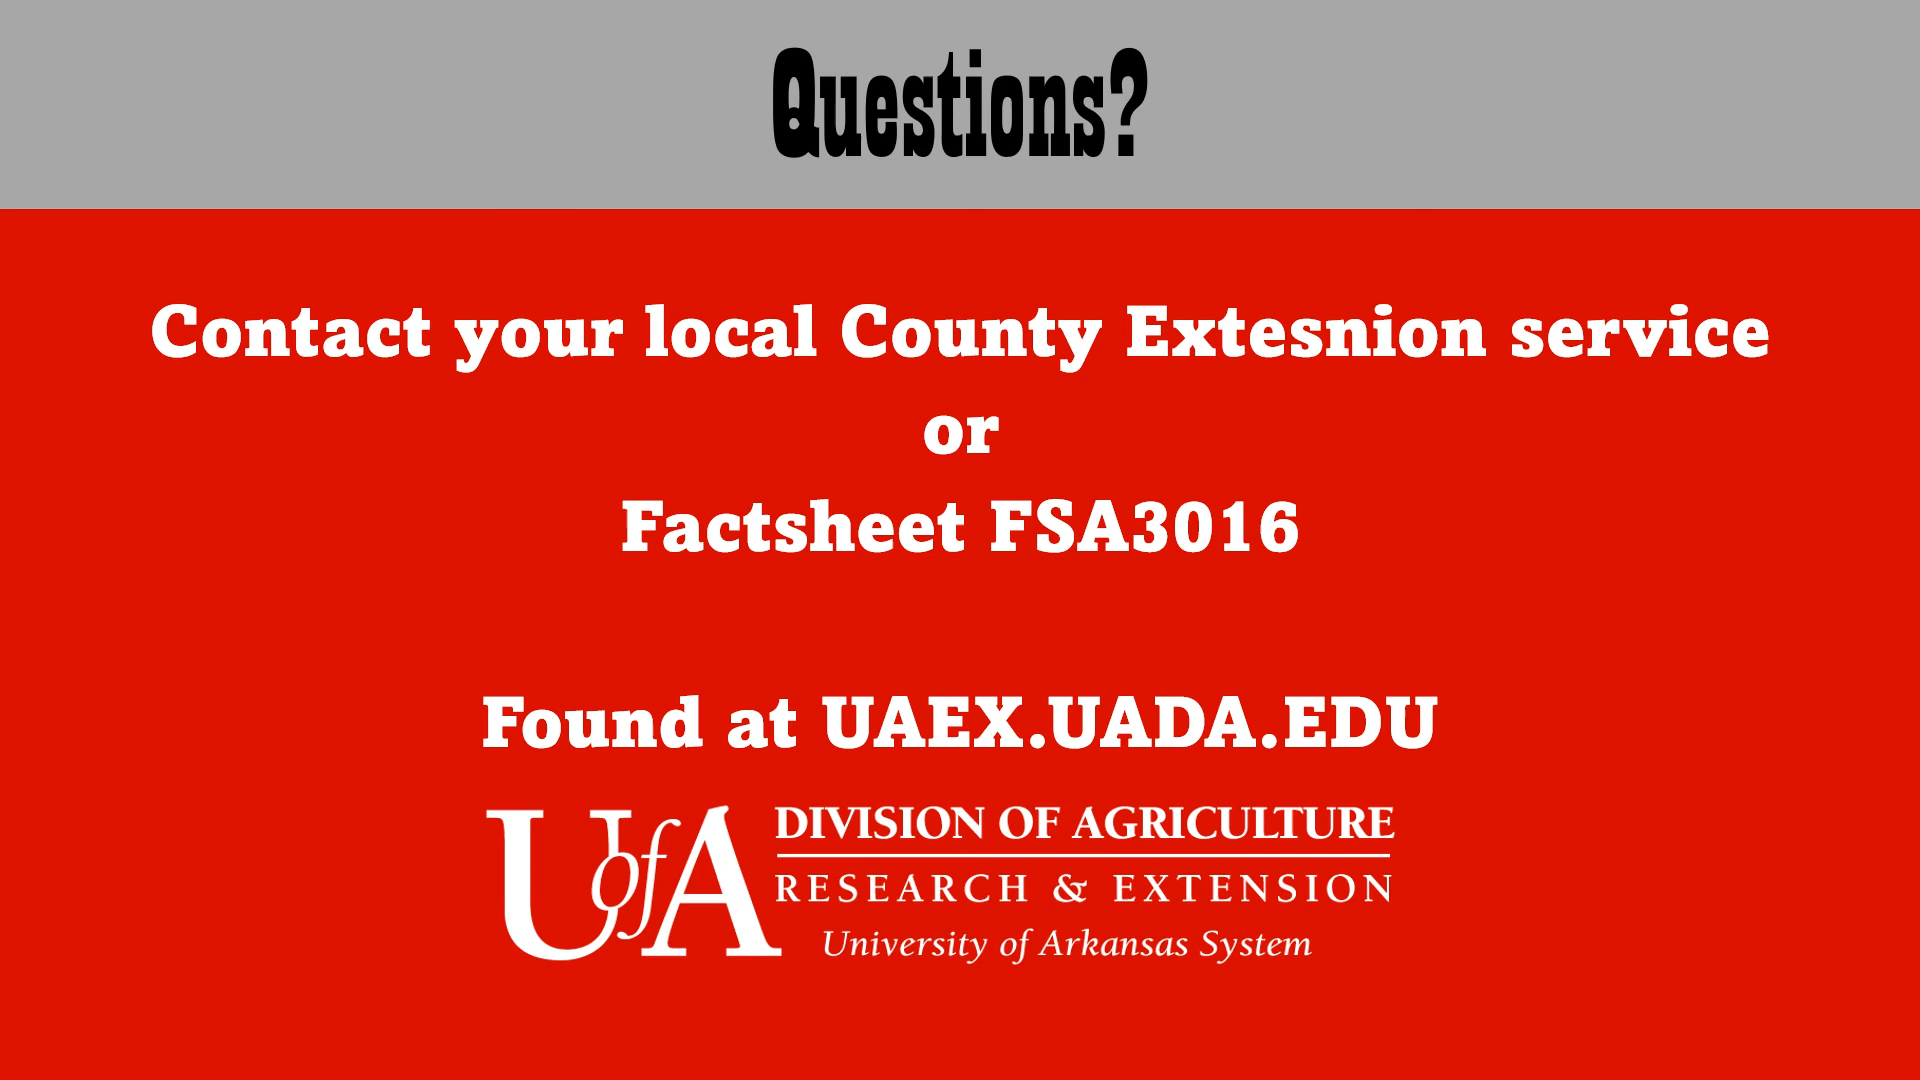 Questions?
Contact your local County Extesnion service
or
Factsheet FSA3016
Found at UAEX.UADA.EDU
UofA
DIVISION OF AGRICULTURE
RESEARCH & EXTENSION
University of Arkansas System